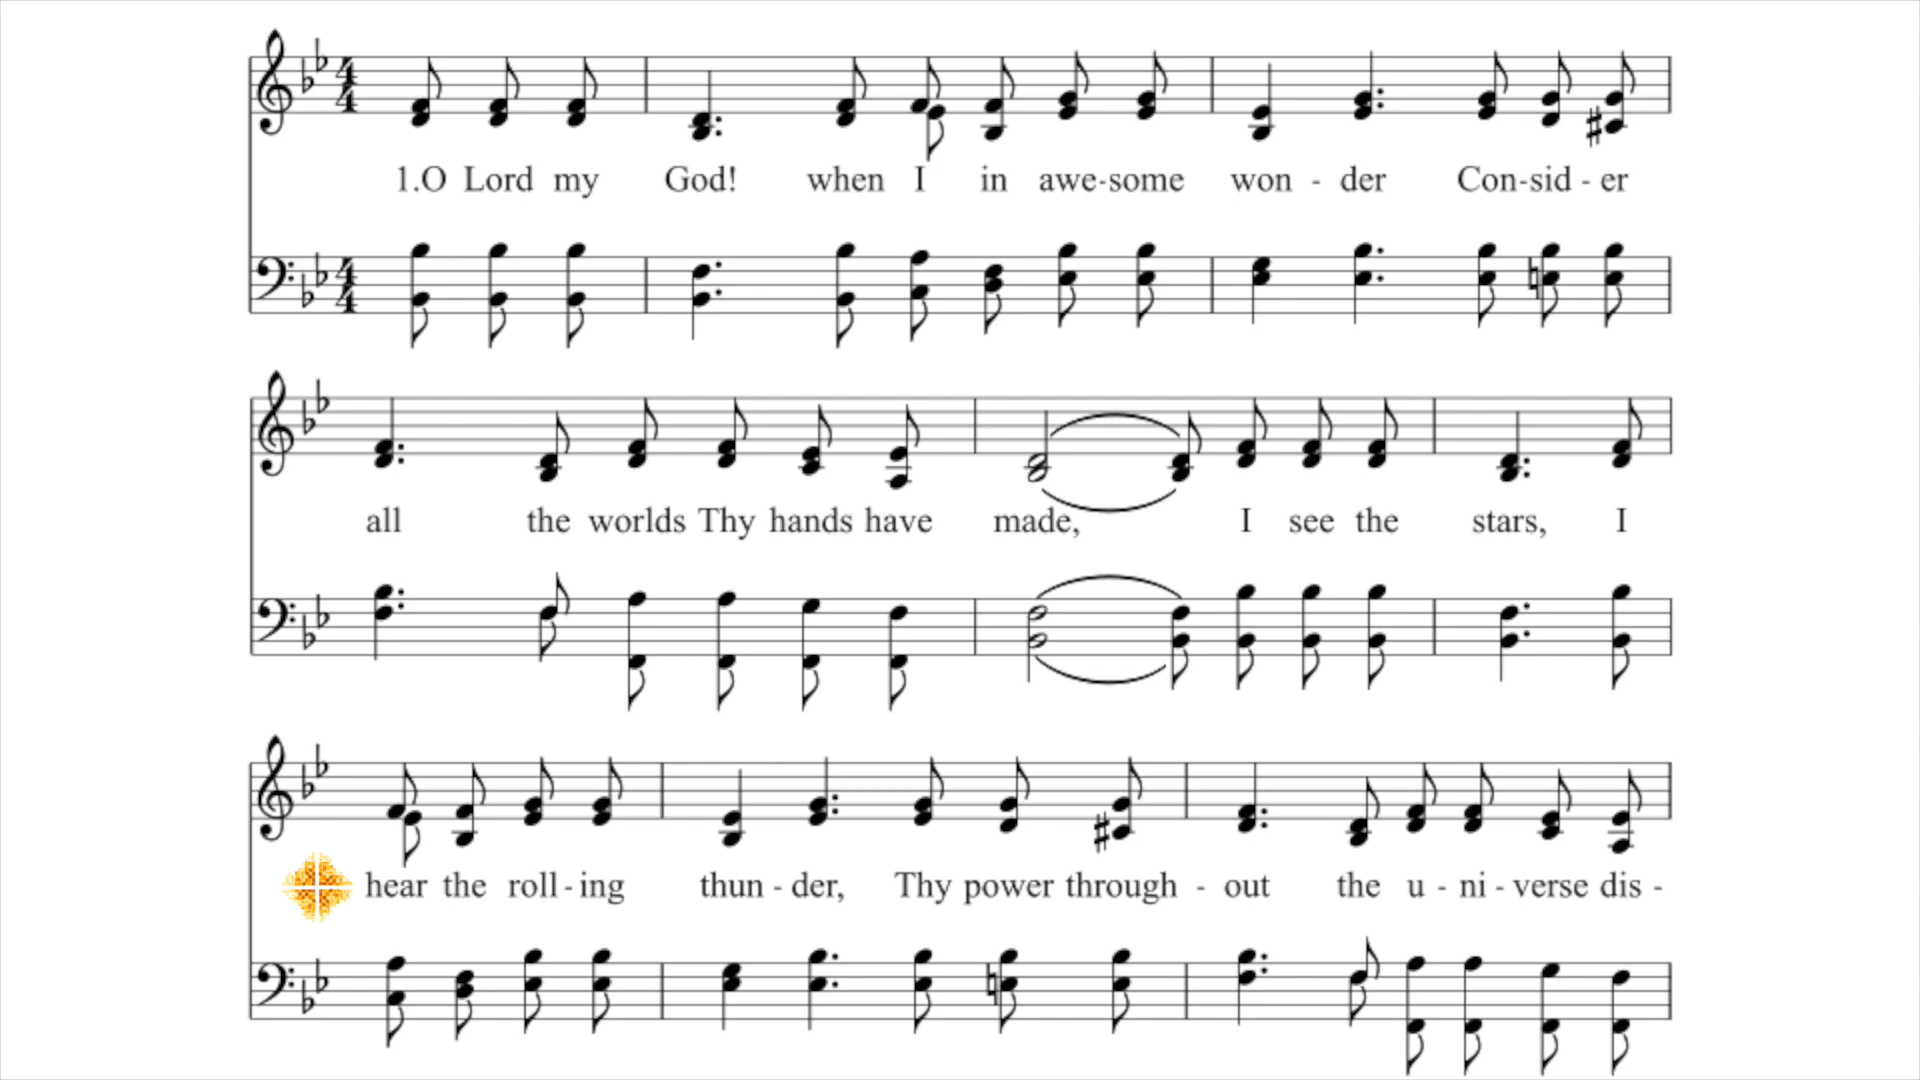 1.O Lord my God! when I in awe-some won - der Con-sid - er
all the worlds Thy hands have made, I see the stars, I
hear the roll-ing thun - der, Thy power through - out the u - ni - verse dis -